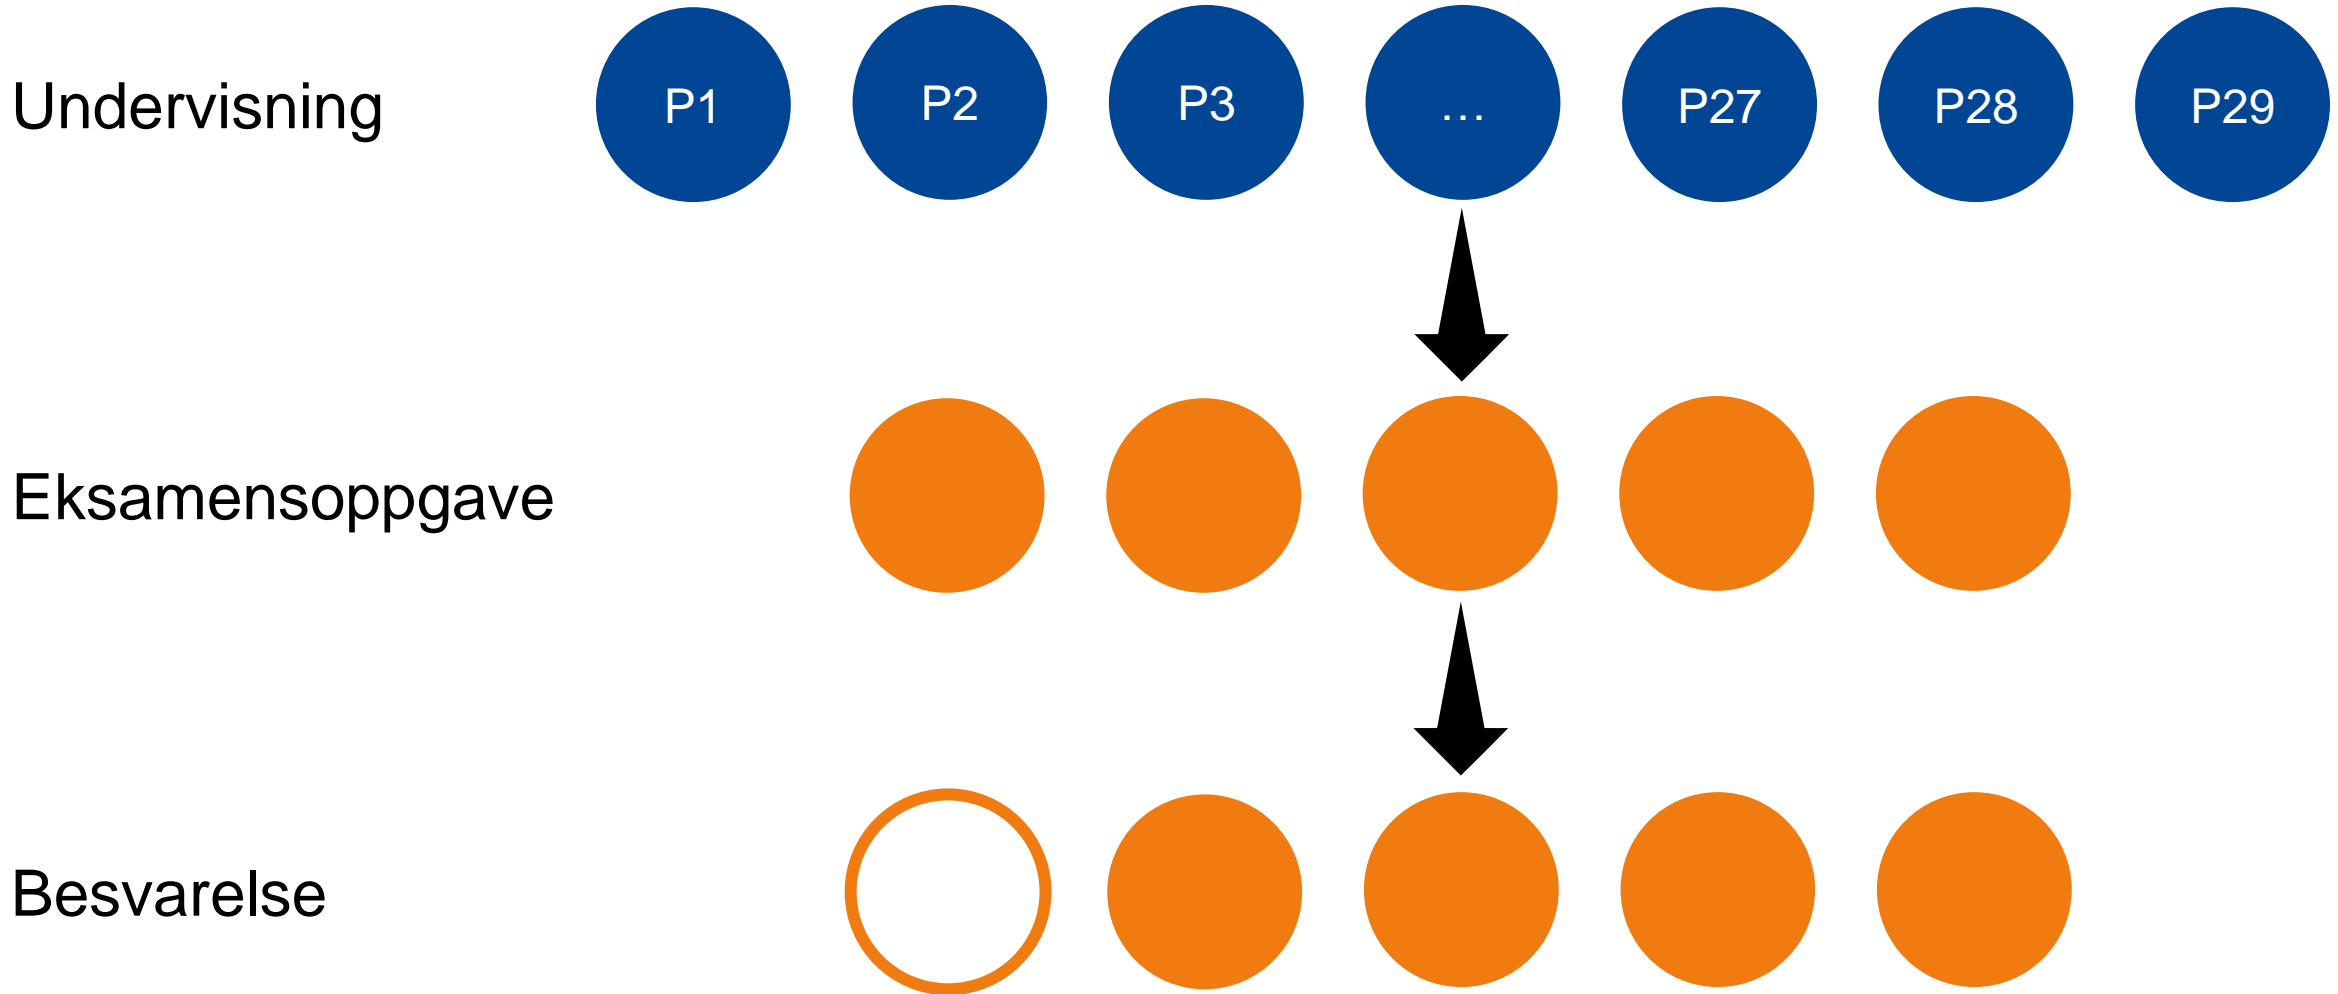 Undervisning P1 P2 P3 … P27 P28 P29
Eksamensoppgave
Besvarelse